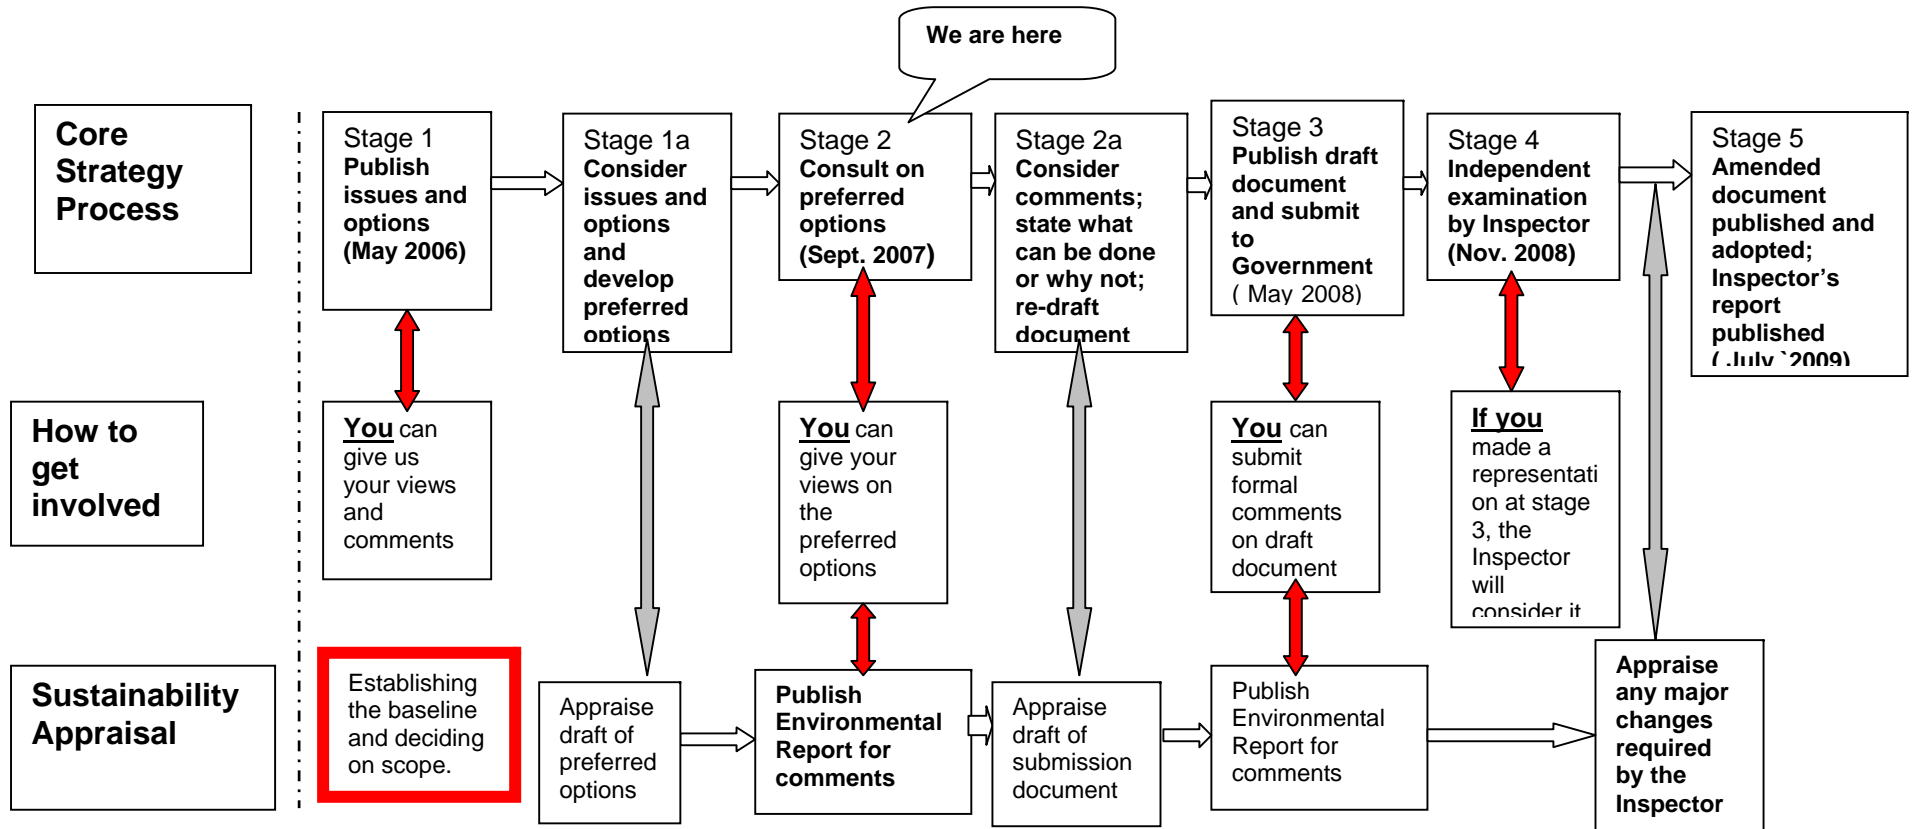 We are here
Core
Strategy
Process
Stage 1
Publish
issues and
options
(May 2006)
Stage 1a
Consider
issues and
options
and
develop
preferred
options
Stage 2
Consult on
preferred
options
(Sept. 2007)
Stage 2a
Consider
comments;
state what
can be done
or why not;
re-draft
document
Stage 3
Publish draft
document
and submit
to
Government
( May 2008)
Stage 4
Independent
examination
by Inspector
(Nov. 2008)
Stage 5
Amended
document
published and
adopted;
Inspector’s
report
published
( July `2009)
How to
get
involved
You can
give us
your views
and
comments
You can
give your
views on
the
preferred
options
You can
submit
formal
comments
on draft
document
If you
made a
representati
on at stage
3, the
Inspector
will
consider it
Sustainability
Appraisal
Establishing
the baseline
and deciding
on scope.
Appraise
draft of
preferred
options
Publish
Environmental
Report for
comments
Appraise
draft of
submission
document
Publish
Environmental
Report for
comments
Appraise
any major
changes
required
by the
Inspector